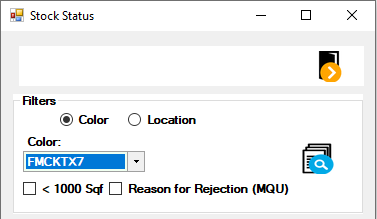 Stock Status
Filters
Color Location
Color:
FMCKTX7
< 1000 Sqf Reason for Rejection (MQU)